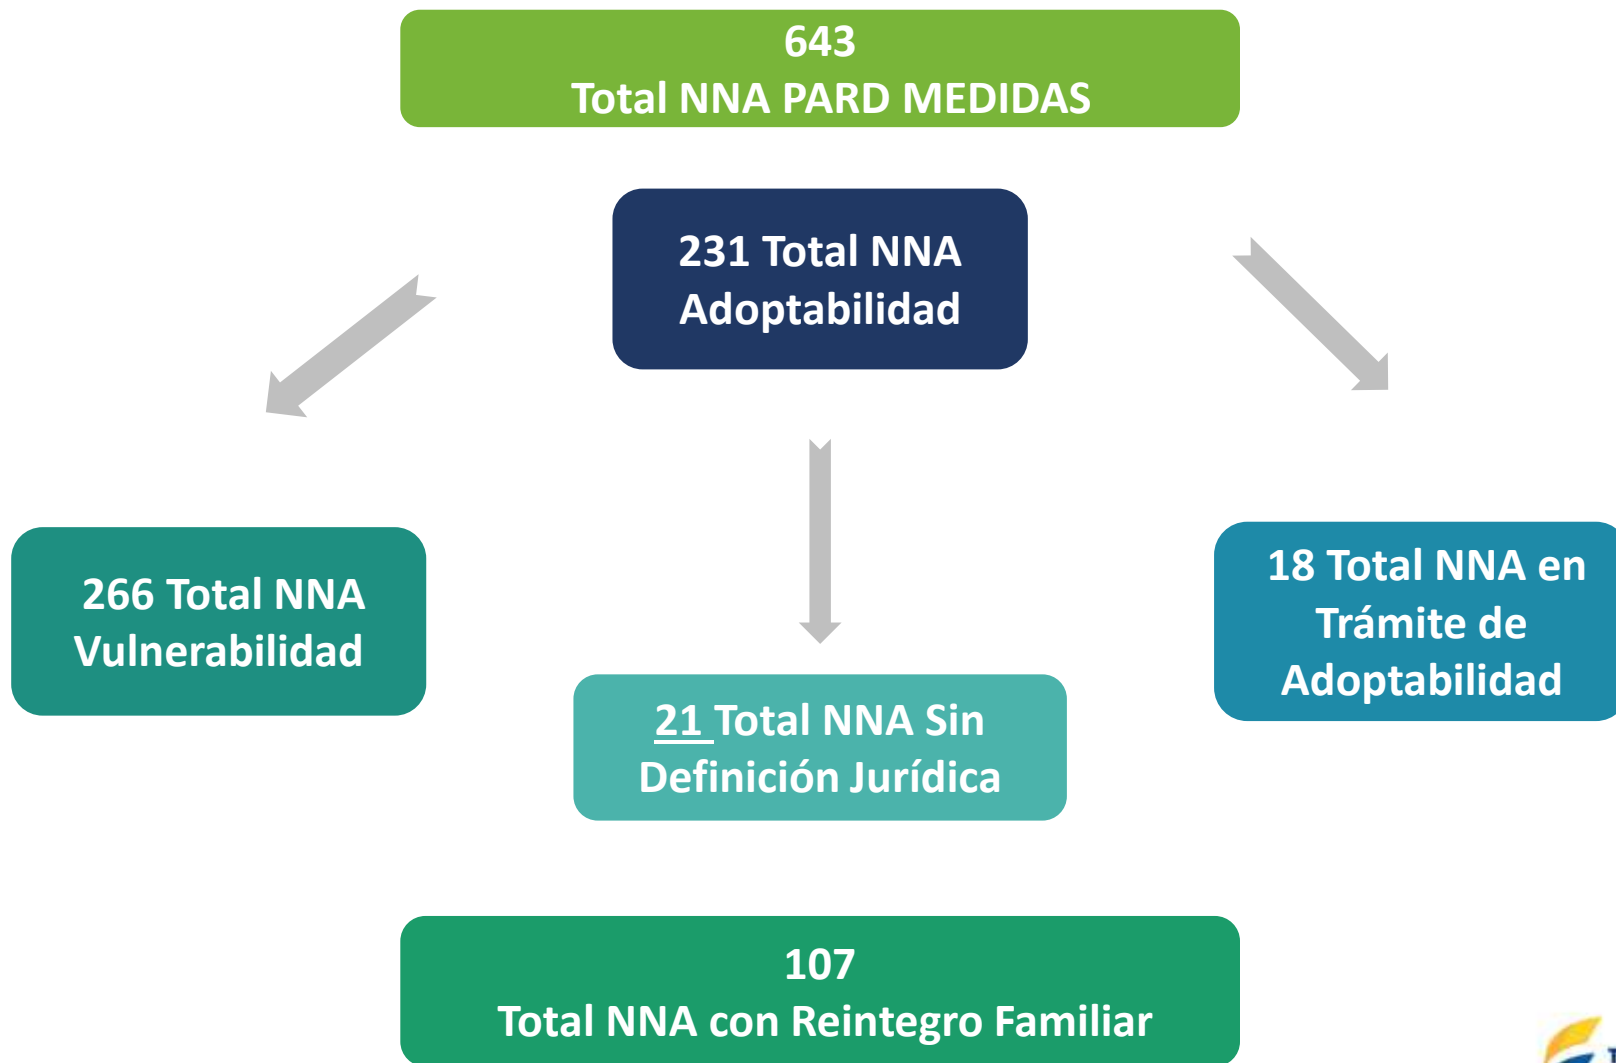 643
Total NNA PARD MEDIDAS
231 Total NNA
Adoptabilidad
266 Total NNA
Vulnerabilidad
18 Total NNA en
Trámite de
Adoptabilidad
21 Total NNA Sin
Definición Jurídica
107
Total NNA con Reintegro Familiar